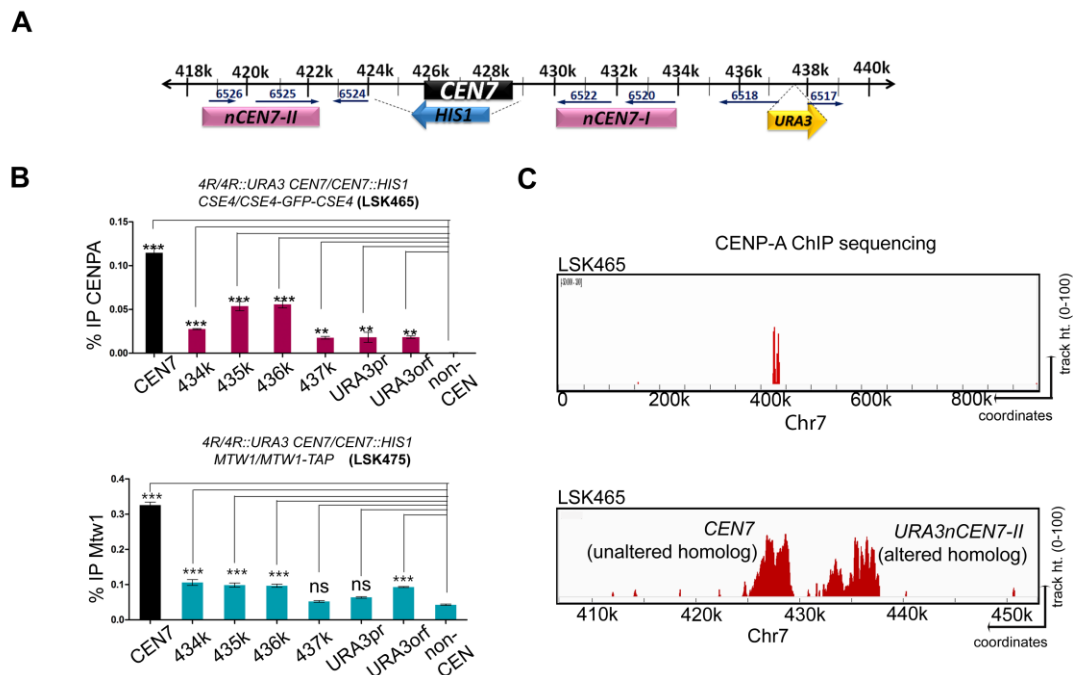 A
418k 420k 422k 424k 426k 428k 430k 432k 434k 436k 438k 440k
CEN7
6526 6525 6524 6522 6520 6518 6517
nCEN7-II HIS1 nCEN7-I URA3
B
4R/4R::URA3 CEN7/CEN7::HIS1
CSE4/CSE4-GFP-CSE4 (LSK465)
% IP CENPA
0.15
0.10
0.05
0.00
*** *** *** *** ** ** **
CEN7 434k 435k 436k 437k URA3pr URA3orf non-CEN
4R/4R::URA3 CEN7/CEN7::HIS1
MTW1/MTW1-TAP (LSK475)
% IP Mtw1
0.4
0.3
0.2
0.1
0.0
*** *** *** *** ns ns ***
CEN7 434k 435k 436k 437k URA3pr URA3orf non-CEN
C
CENP-A ChIP sequencing
LSK465
track ht. (0-100)
0 200k 400k 600k 800k
coordinates
Chr7
LSK465
CEN7
(unaltered homolog)
URA3nCEN7-II
(altered homolog)
track ht. (0-100)
410k 420k 430k 440k 450k
Chr7
coordinates